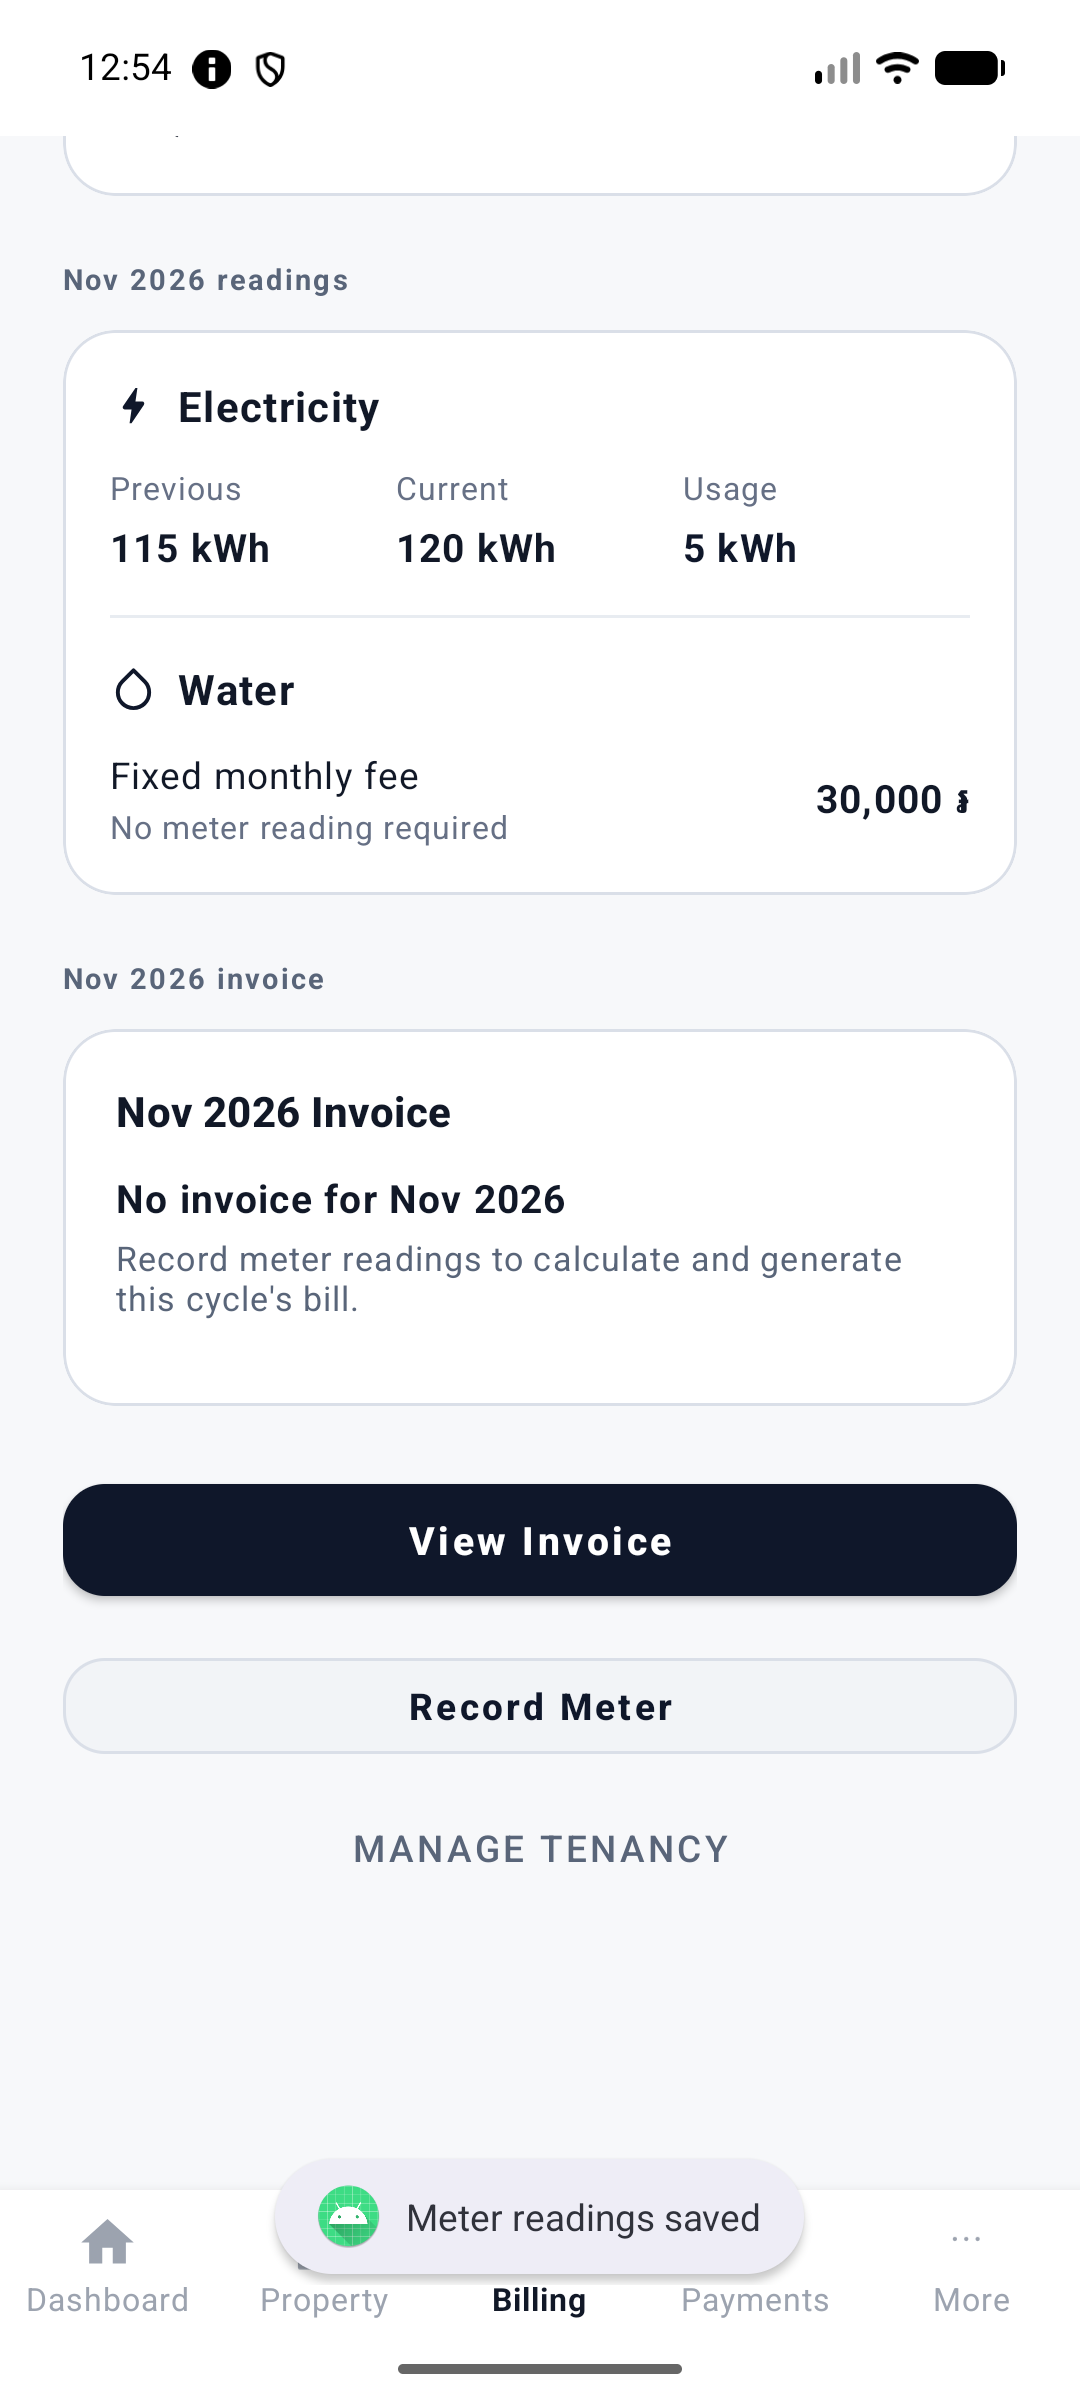 12:54
Nov 2026 readings
Electricity
Previous Current Usage
115 kWh 120 kWh 5 kWh
Water
Fixed monthly fee
30,000 ៛
No meter reading required
Nov 2026 invoice
Nov 2026 Invoice
No invoice for Nov 2026
Record meter readings to calculate and generate
this cycle's bill.
View Invoice
Record Meter
MANAGE TENANCY
Meter readings saved
Dashboard Property Billing Payments More